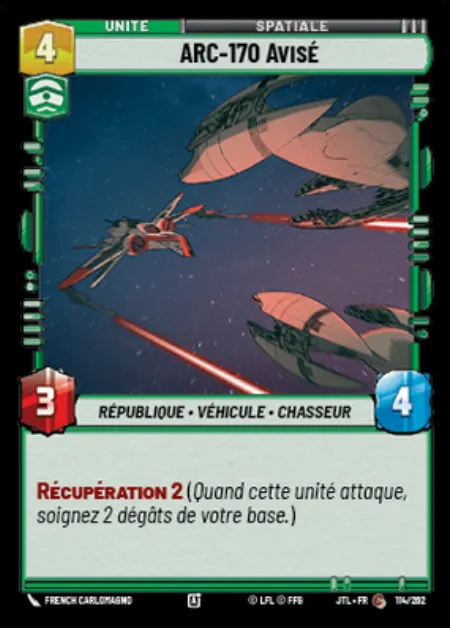 UNITÉ SPATIALE
4 ARC-170 AVISÉ
3 RÉPUBLIQUE • VÉHICULE • CHASSEUR 4
RÉCUPÉRATION 2 (Quand cette unité attaque,
soignez 2 dégâts de votre base.)
FRENCH CARLOMAGNO A © LFL © FFG JTL • FR C 114/262